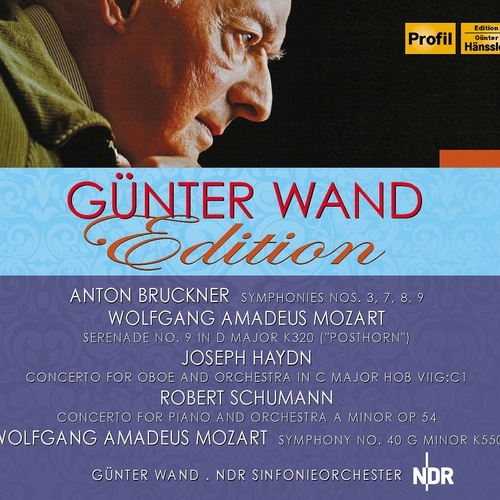 Profil
Edition
Günter
Hänssler
GÜNTER WAND
Edition
ANTON BRUCKNER SYMPHONIES NOS. 3, 7, 8, 9
WOLFGANG AMADEUS MOZART
SERENADE NO. 9 IN D MAJOR K320 ("POSTHORN")
JOSEPH HAYDN
CONCERTO FOR OBOE AND ORCHESTRA IN C MAJOR HOB VIIG:C1
ROBERT SCHUMANN
CONCERTO FOR PIANO AND ORCHESTRA A MINOR OP 54
WOLFGANG AMADEUS MOZART SYMPHONY NO. 40 G MINOR K550
GÜNTER WAND . NDR SINFONIEORCHESTER NDR